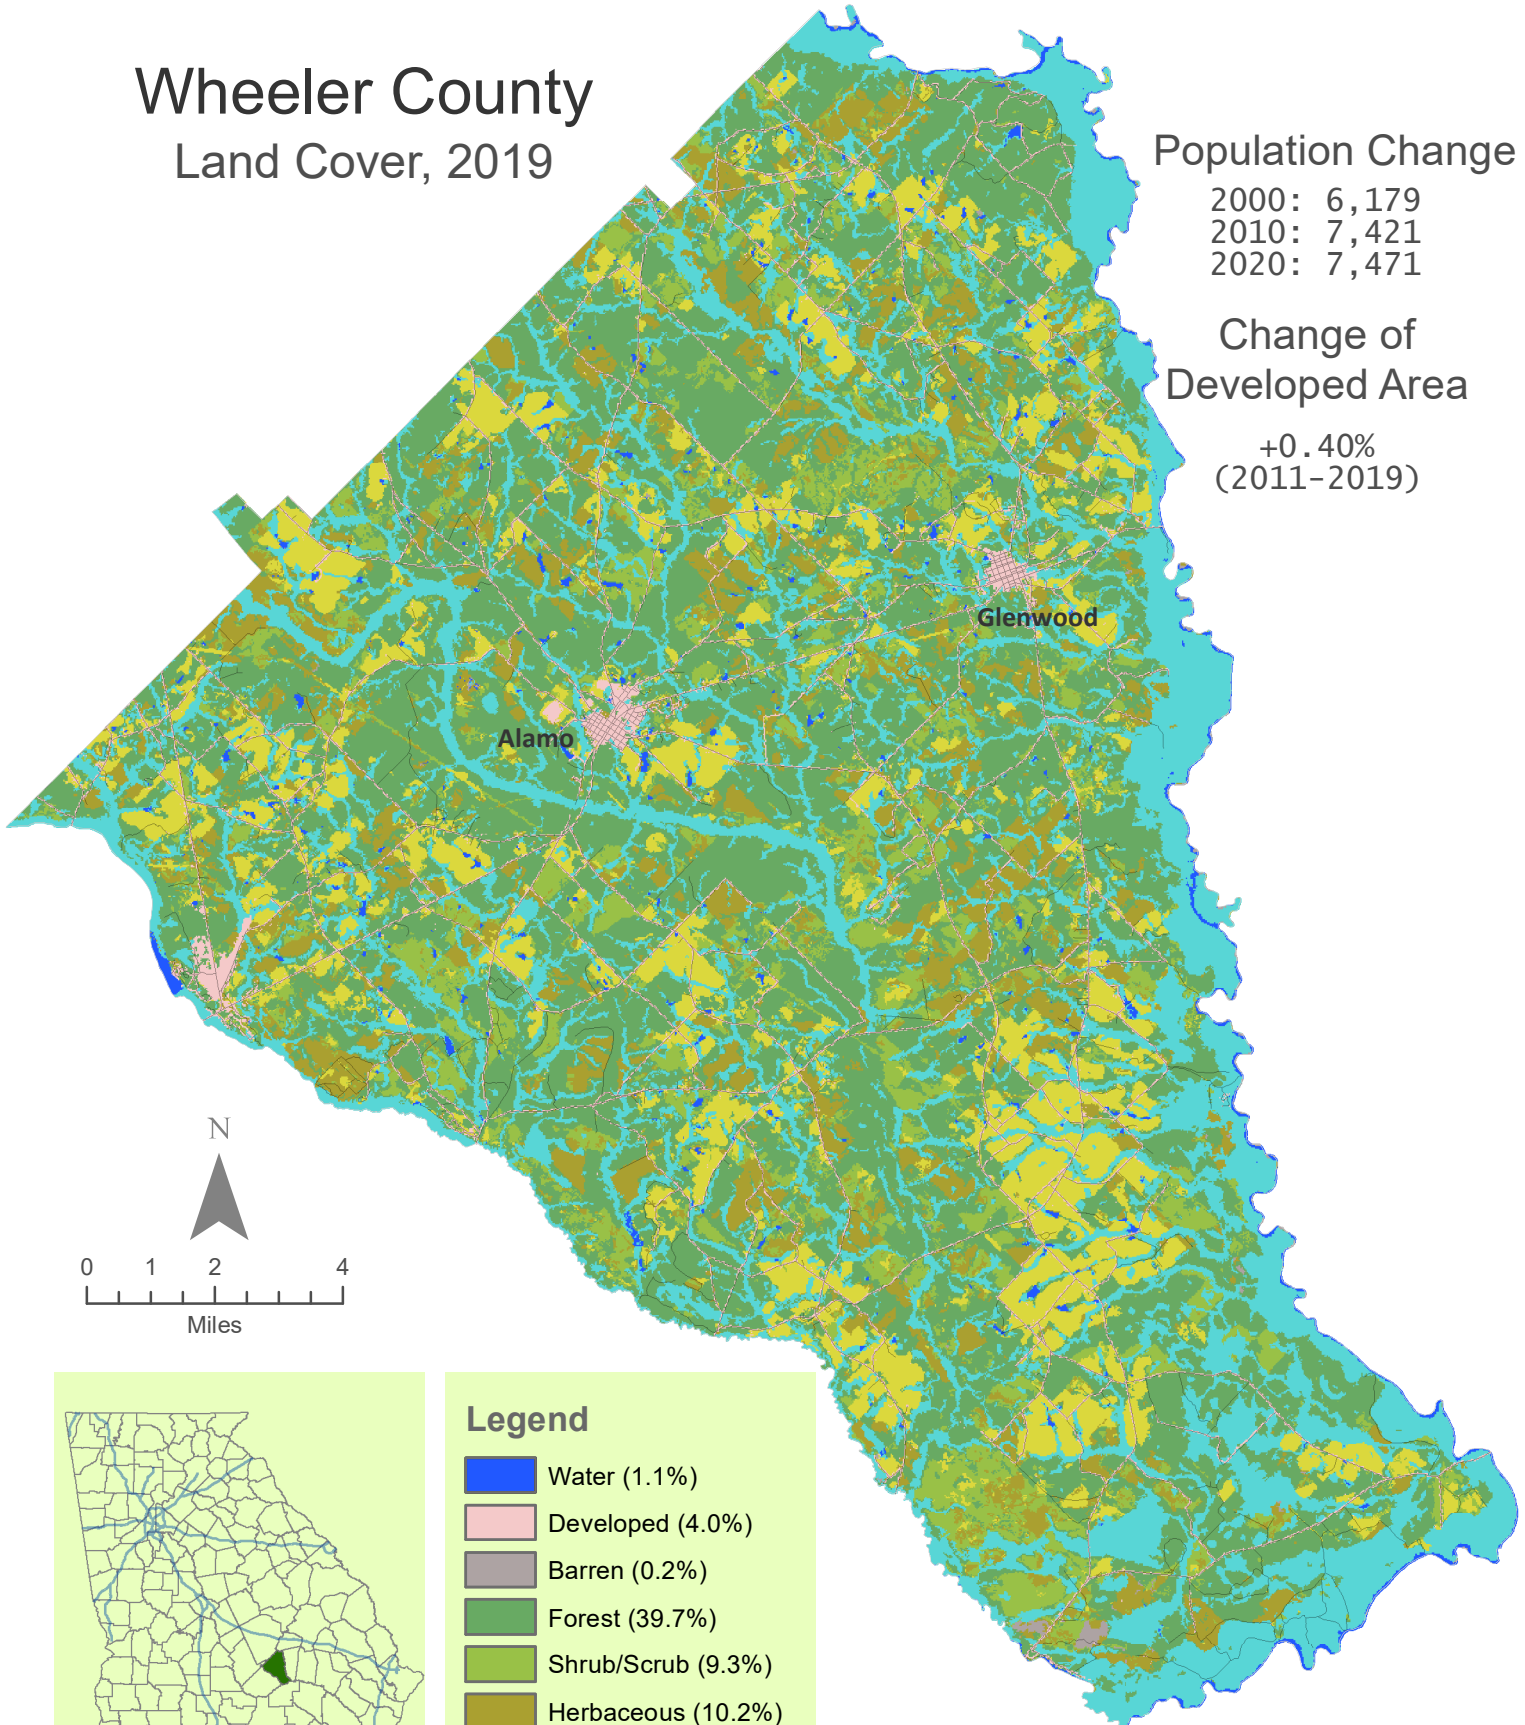 Wheeler County
Land Cover, 2019
Population Change
2000: 6,179
2010: 7,421
2020: 7,471
Change of
Developed Area
+0.40%
(2011-2019)
Glenwood
Alamo
N
0 1 2 4
Miles
Legend
Water (1.1%)
Developed (4.0%)
Barren (0.2%)
Forest (39.7%)
Shrub/Scrub (9.3%)
Herbaceous (10.2%)